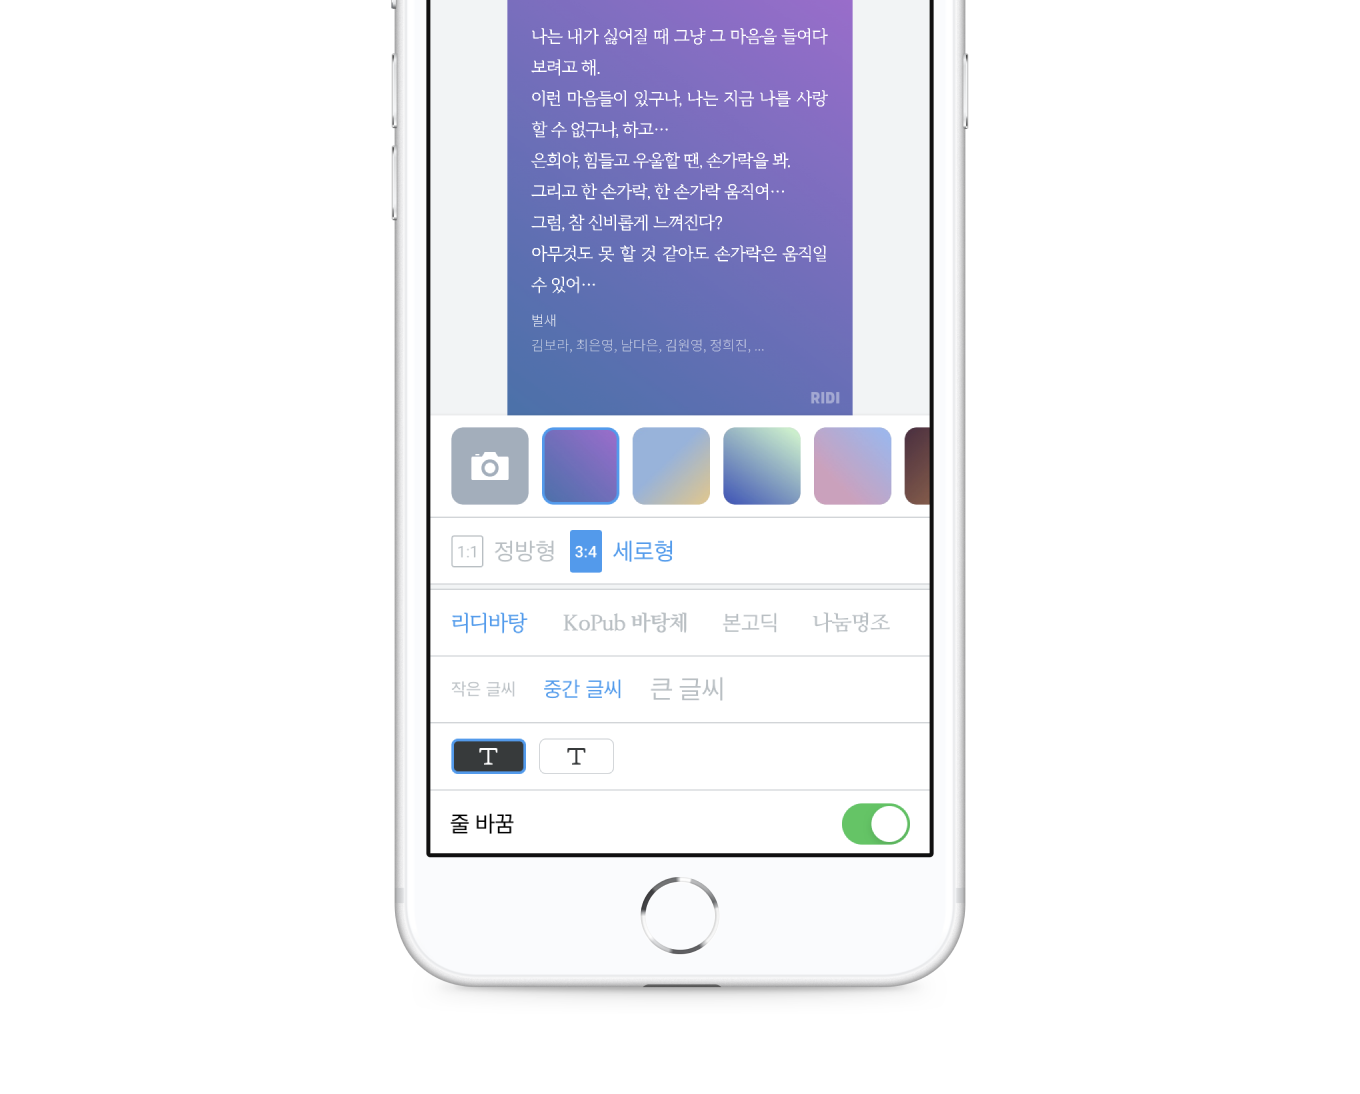 나는 내가 싫어질 때 그냥 그 마음을 들여다
보려고 해.
이런 마음들이 있구나, 나는 지금 나를 사랑
할 수 없구나, 하고…
은희야, 힘들고 우울할 땐, 손가락을 봐.
그리고 한 손가락, 한 손가락 움직여…
그럼, 참 신비롭게 느껴진다?
아무것도 못 할 것 같아도 손가락은 움직일
수 있어…
벌새
김보라, 최은영, 남다은, 김원영, 정희진, ...
RIDI
1:1 정방형 3:4 세로형
리디바탕 KoPub 바탕체 본고딕 나눔명조
작은 글씨 중간 글씨 큰 글씨
T T
줄 바꿈